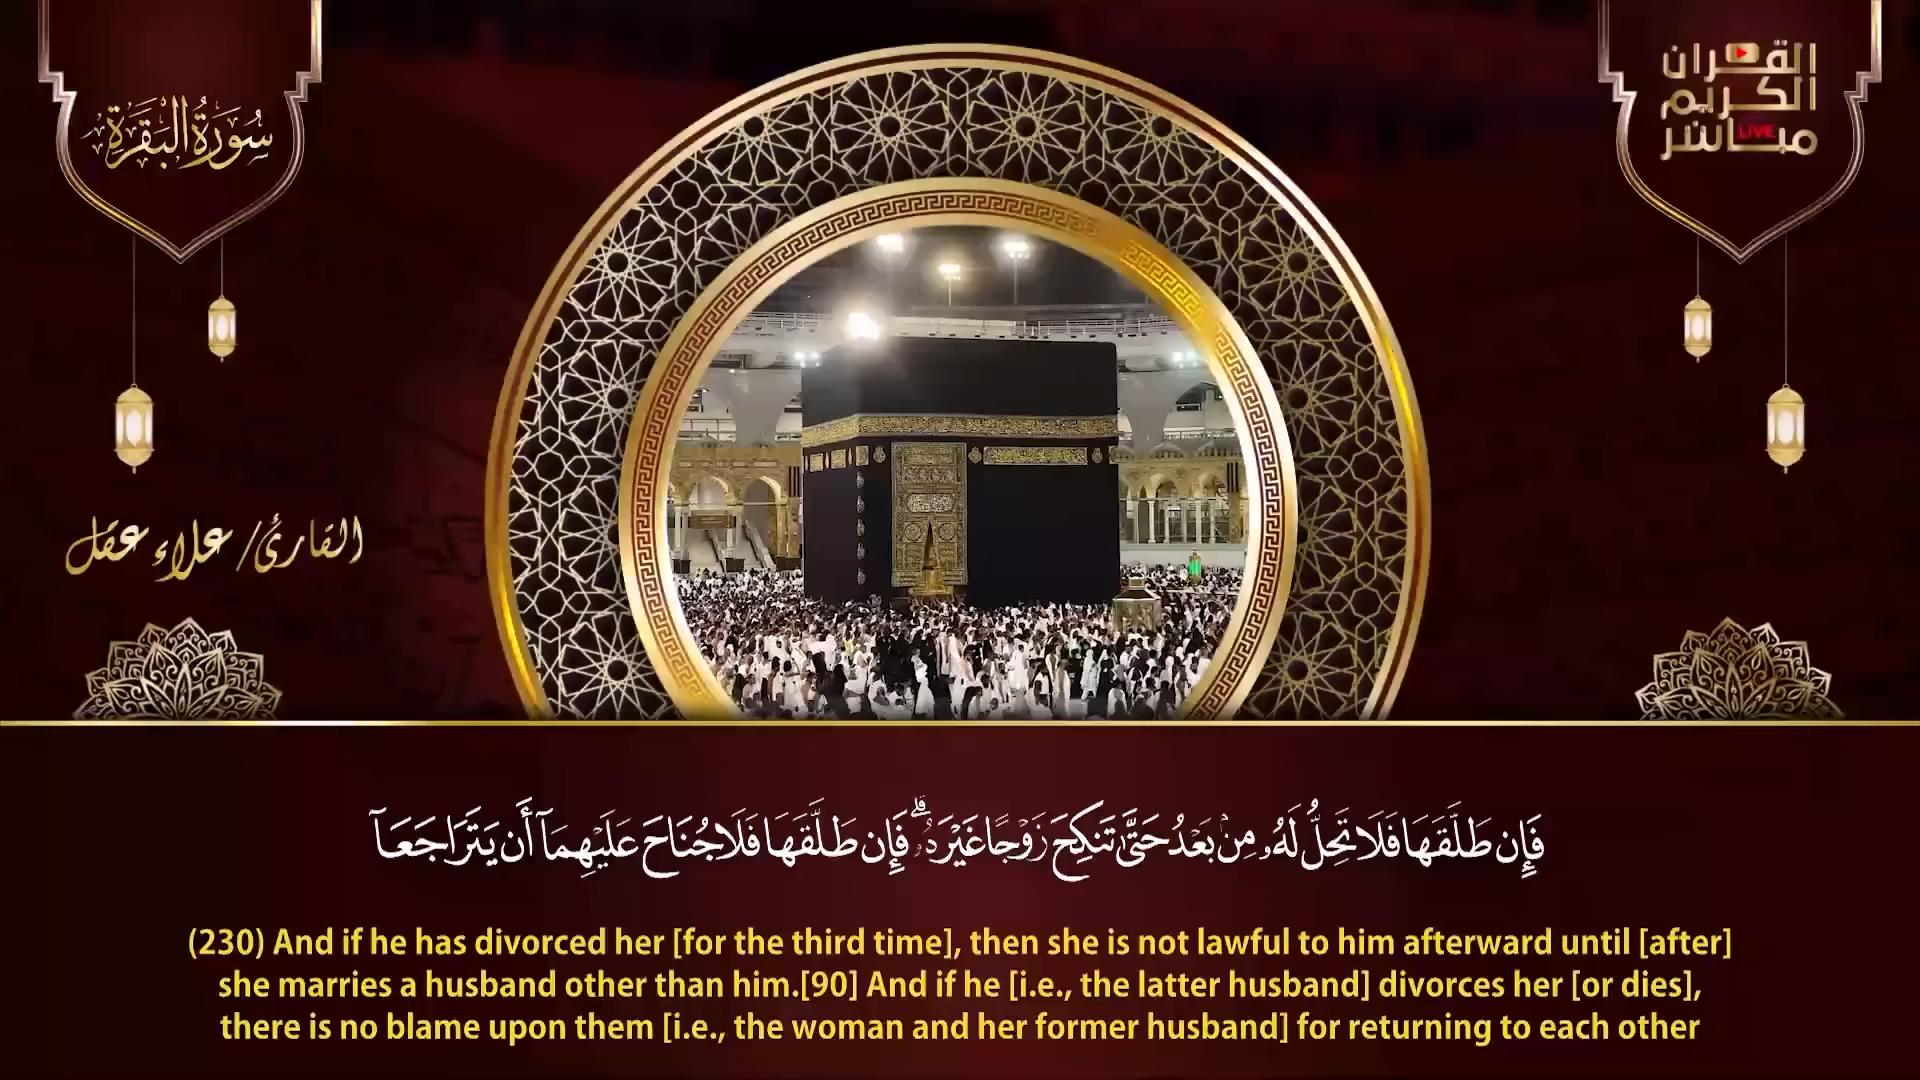 سُورَةُ البَقَرَةِ
القرآن
الكريم
مباشر
LIVE
القارئ/ علاء عقل
فَإِن طَلَّقَهَا فَلَا تَحِلُّ لَهُۥ مِنۢ بَعْدُ حَتَّىٰ تَنكِحَ زَوْجًا غَيْرَهُۥ ۗ فَإِن طَلَّقَهَا فَلَا جُنَاحَ عَلَيْهِمَآ أَن يَتَرَاجَعَآ
(230) And if he has divorced her [for the third time], then she is not lawful to him afterward until [after]
she marries a husband other than him.[90] And if he [i.e., the latter husband] divorces her [or dies],
there is no blame upon them [i.e., the woman and her former husband] for returning to each other